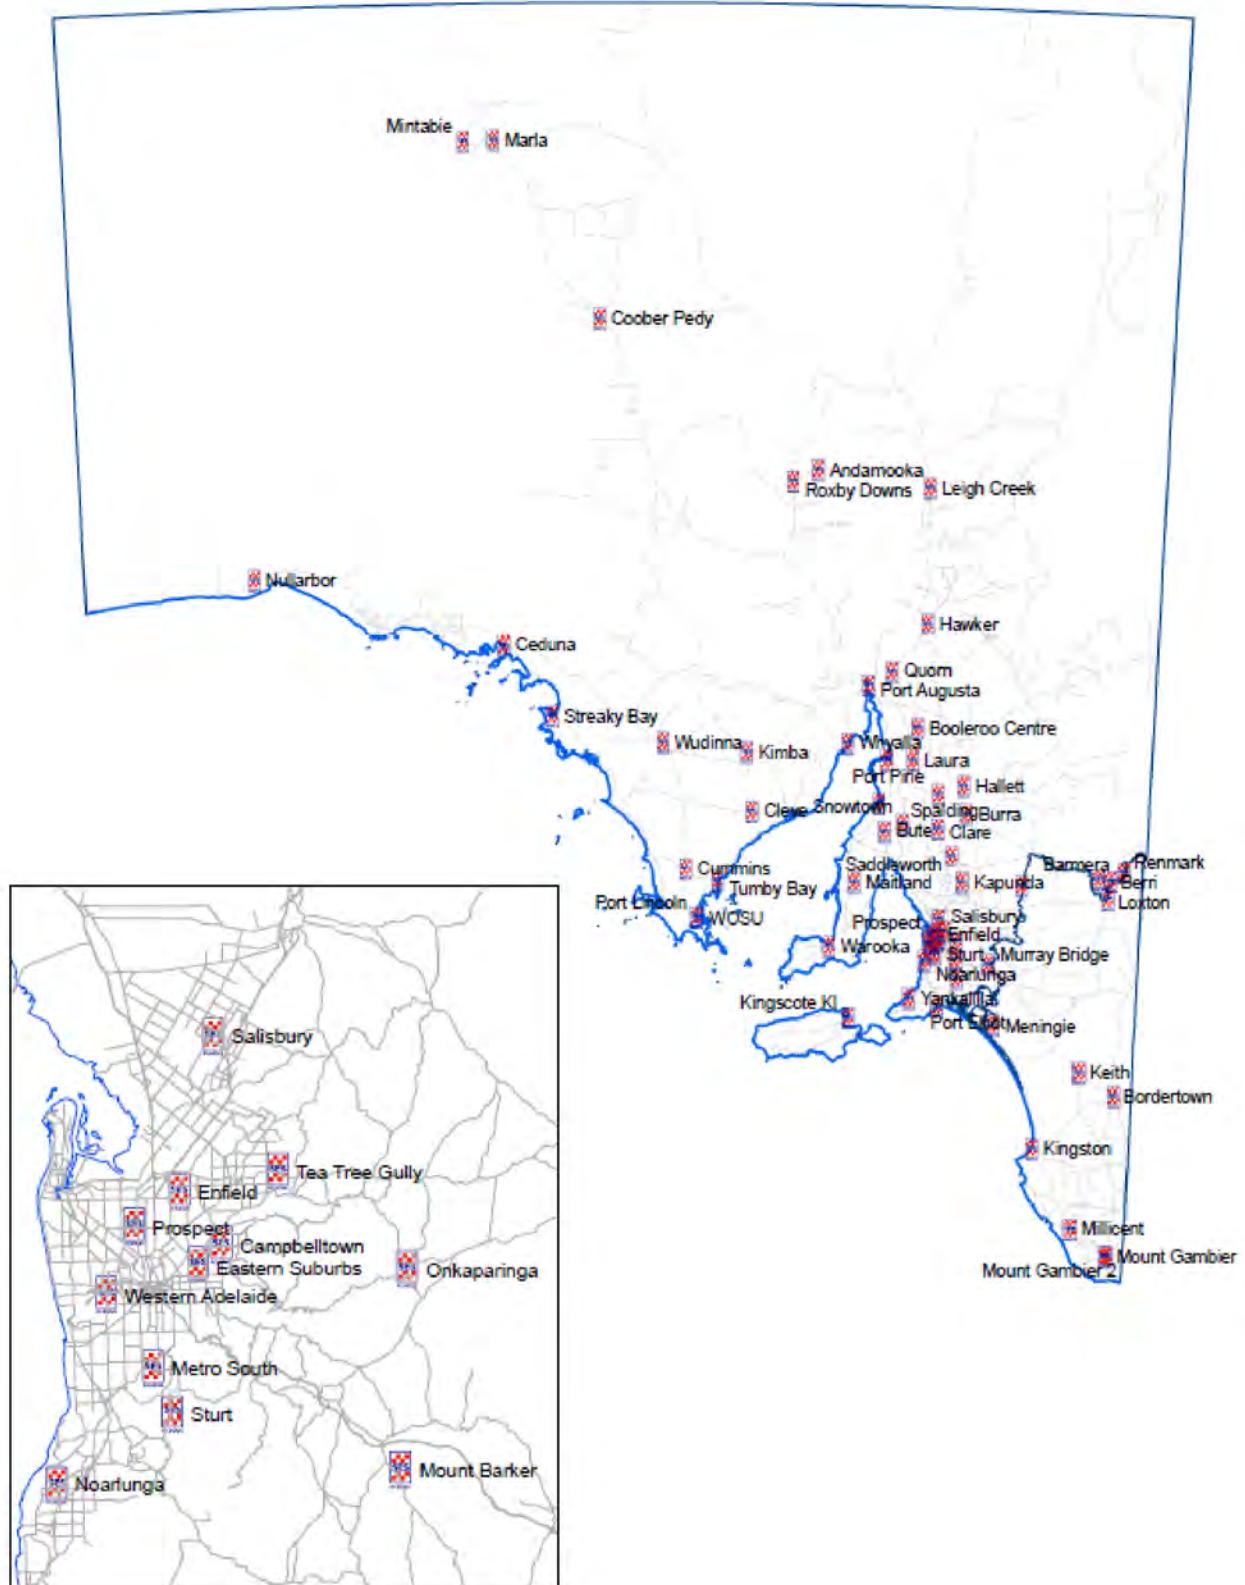 Mintabie
Marla
Coober Pedy
Andamooka
Roxby Downs
Leigh Creek
Nullarbor
Hawker
Ceduna
Quorn
Port Augusta
Streaky Bay
Booleroo Centre
Wudinna
Whyalla
Kimba
Laura
Port Pirie
Hallett
Cleve
Snowtown
Spalding
Burra
Bute
Clare
Saddleworth
Barmera
Renmark
Cummins
Maitland
Kapunda
Berri
Tumby Bay
Loxton
Port Lincoln
WOSU
Prospect
Salisbury
Enfield
Warooka
Sturt
Murray Bridge
Noarlunga
Kingscote KI
Yankalilla
Port Elliot
Meningie
Keith
Bordertown
Kingston
Millicent
Mount Gambier
Mount Gambier 2
Salisbury
Tea Tree Gully
Enfield
Prospect
Campbelltown
Eastern Suburbs
Onkaparinga
Western Adelaide
Metro South
Sturt
Mount Barker
Noarlunga